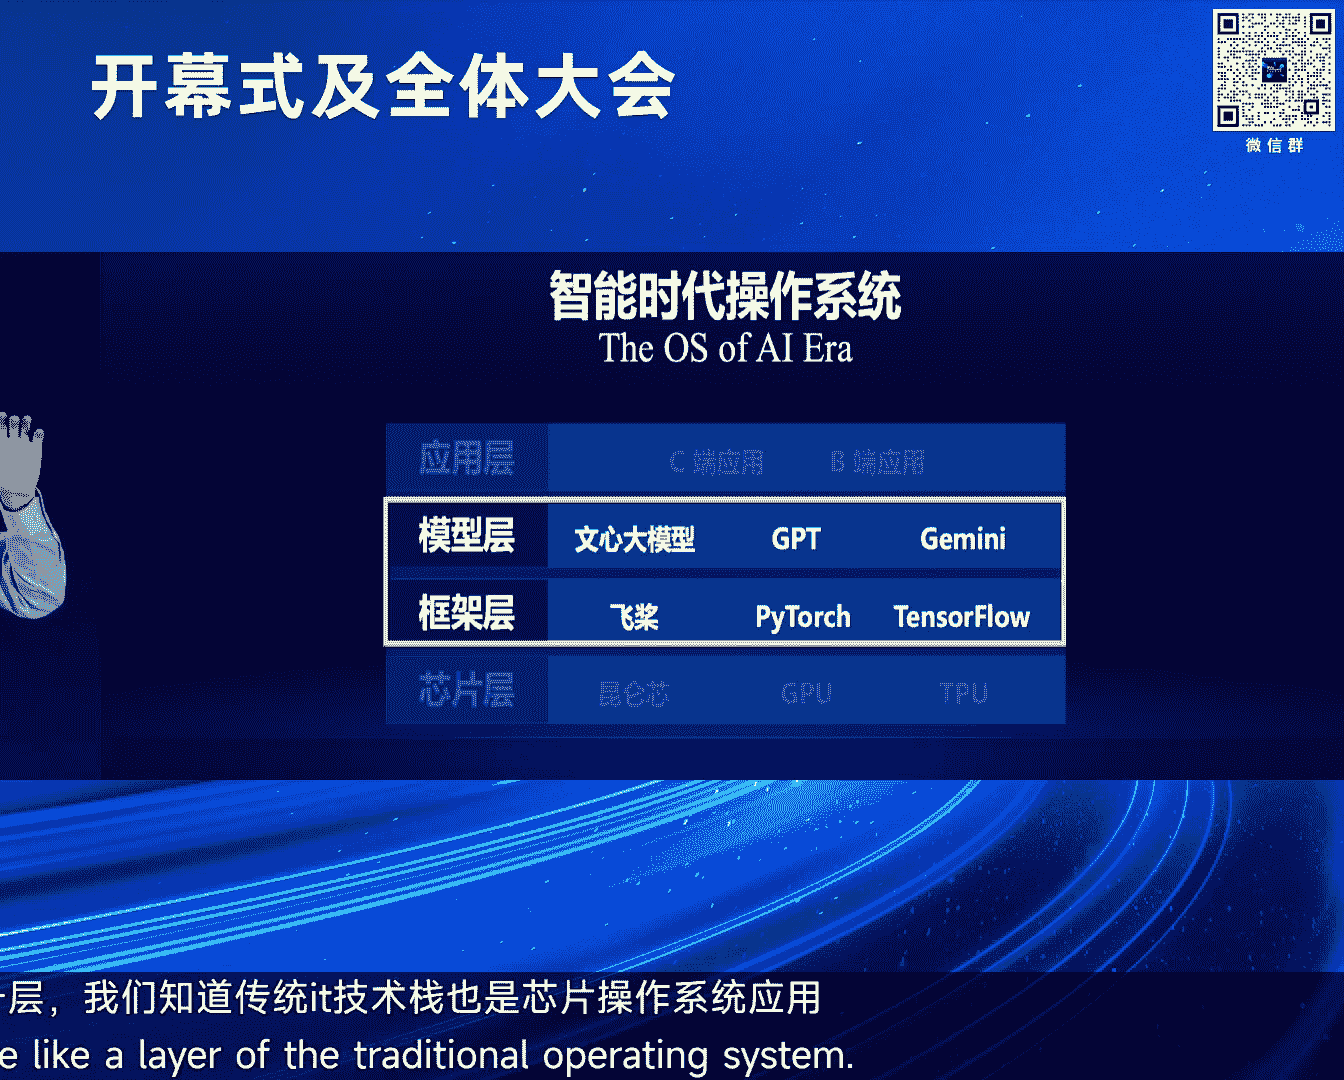 开幕式及全体大会
微信群
智能时代操作系统
The OS of AI Era
应用层 C 端应用 B 端应用
模型层 文心大模型 GPT Gemini
框架层 飞桨 PyTorch TensorFlow
芯片层 昆仑芯 GPU TPU
层，我们知道传统it技术栈也是芯片操作系统应用
e like a layer of the traditional operating system.